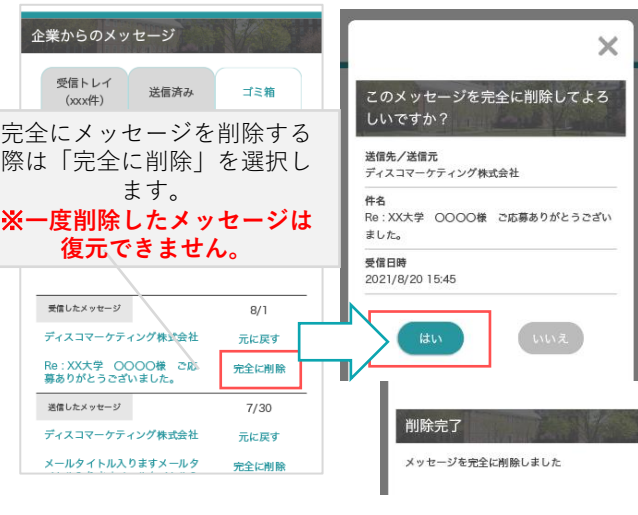 企業からのメッセージ
受信トレイ
(xxx件)
送信済み
ゴミ箱
完全にメッセージを削除する
際は「完全に削除」を選択し
ます。
※一度削除したメッセージは
復元できません。
受信したメッセージ
8/1
ディスコマーケティング株式会社
元に戻す
Re : XX大学　〇〇〇〇様　ご応
募ありがとうございました。
完全に削除
送信したメッセージ
7/30
ディスコマーケティング株式会社
元に戻す
メールタイトル入りますメールタ
完全に削除
このメッセージを完全に削除してよろ
しいですか？
送信先／送信元
ディスコマーケティング株式会社
件名
Re : XX大学　〇〇〇〇様　ご応募ありがとうござい
ました。
受信日時
2021/8/20 15:45
はい
いいえ
削除完了
メッセージを完全に削除しました